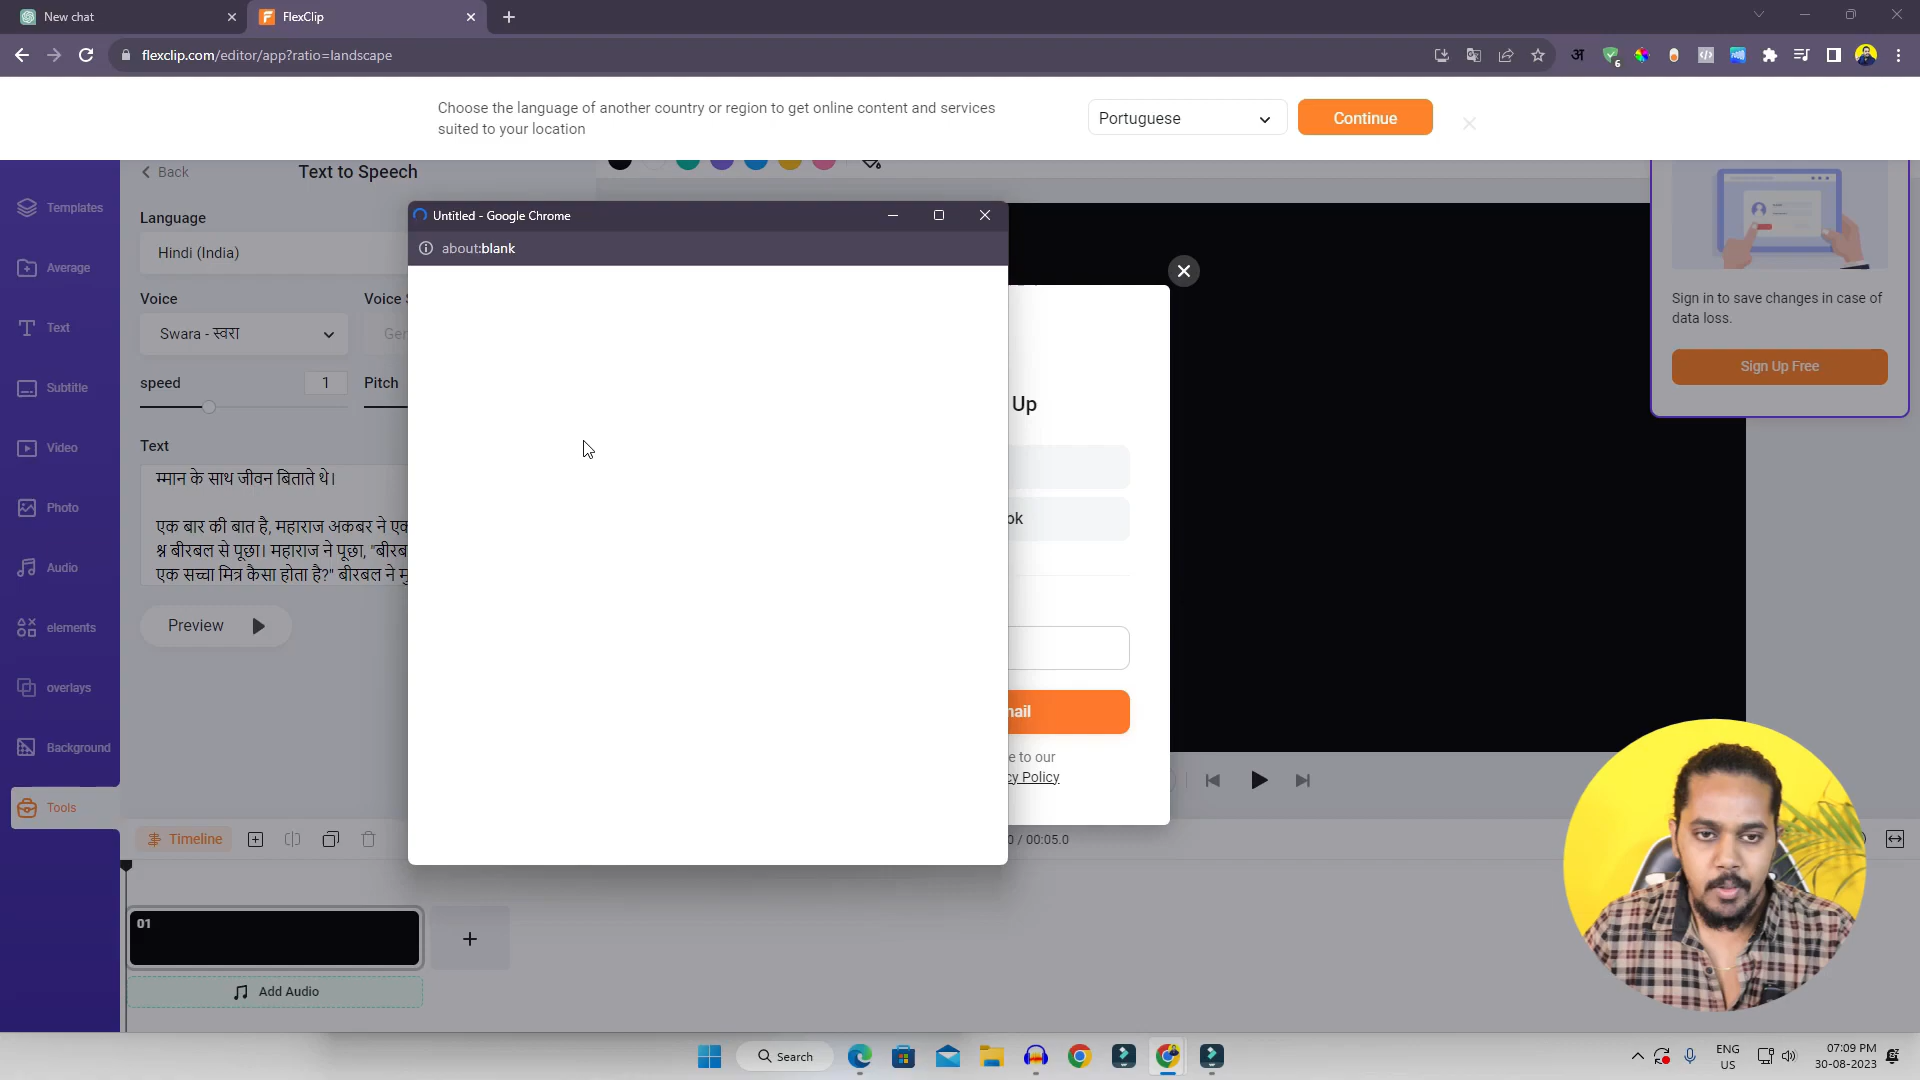 New chat
FlexClip
flexclip.com/editor/app?ratio=landscape
अ
6
Choose the language of another country or region to get online content and services
suited to your location
Portuguese
Continue
Back
Text to Speech
Templates
Average
Text
Subtitle
Video
Photo
Audio
elements
overlays
Background
Tools
Language
Hindi (India)
Voice
Voice
Swara - स्वरा
Ge
speed
1
Pitch
Text
म्मान के साथ जीवन बिताते थे।
एक बार की बात है, महाराज अकबर ने एक
श्न बीरबल से पूछा। महाराज ने पूछा, "बीरब
एक सच्चा मित्र कैसा होता है?" बीरबल ने मु
Preview
Untitled - Google Chrome
about:blank
Up
ok
nail
e to our
cy Policy
Sign in to save changes in case of
data loss.
Sign Up Free
Timeline
0 / 00:05.0
01
Add Audio
Search
ENG
US
07:09 PM
30-08-2023